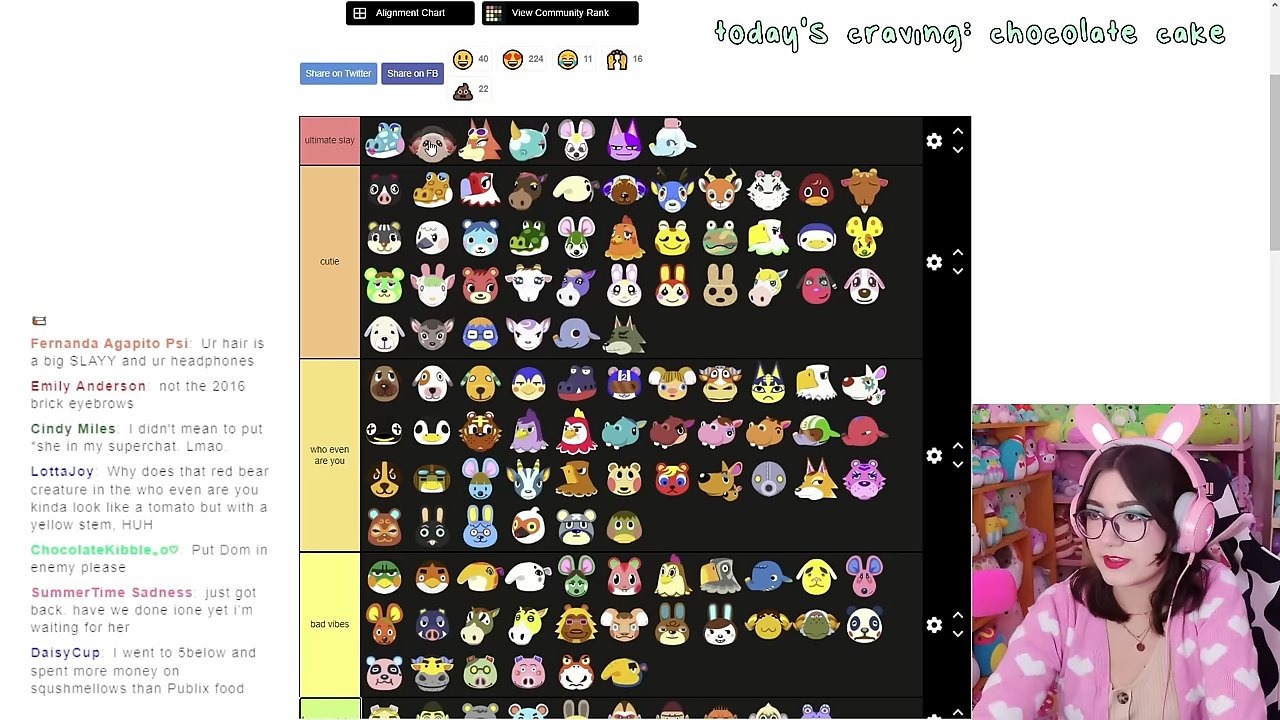 Alignment Chart
View Community Rank
today's craving: chocolate cake
Share on Twitter
Share on FB
40
224
11
16
22
ultimate slay
cutie
who even
are you
bad vibes
Fernanda Agapito Psi: Ur hair is
a big SLAYY and ur headphones
Emily Anderson: not the 2016
brick eyebrows
Cindy Miles: I didn't mean to put
*she in my superchat. Lmao.
LottaJoy: Why does that red bear
creature in the who even are you
kinda look like a tomato but with a
yellow stem, HUH
ChocolateKibble｡o♡: Put Dom in
enemy please
SummerTime Sadness: just got
back. have we done ione yet i'm
waiting for her
DaisyCup: I went to 5below and
spent more money on
squshmellows than Publix food